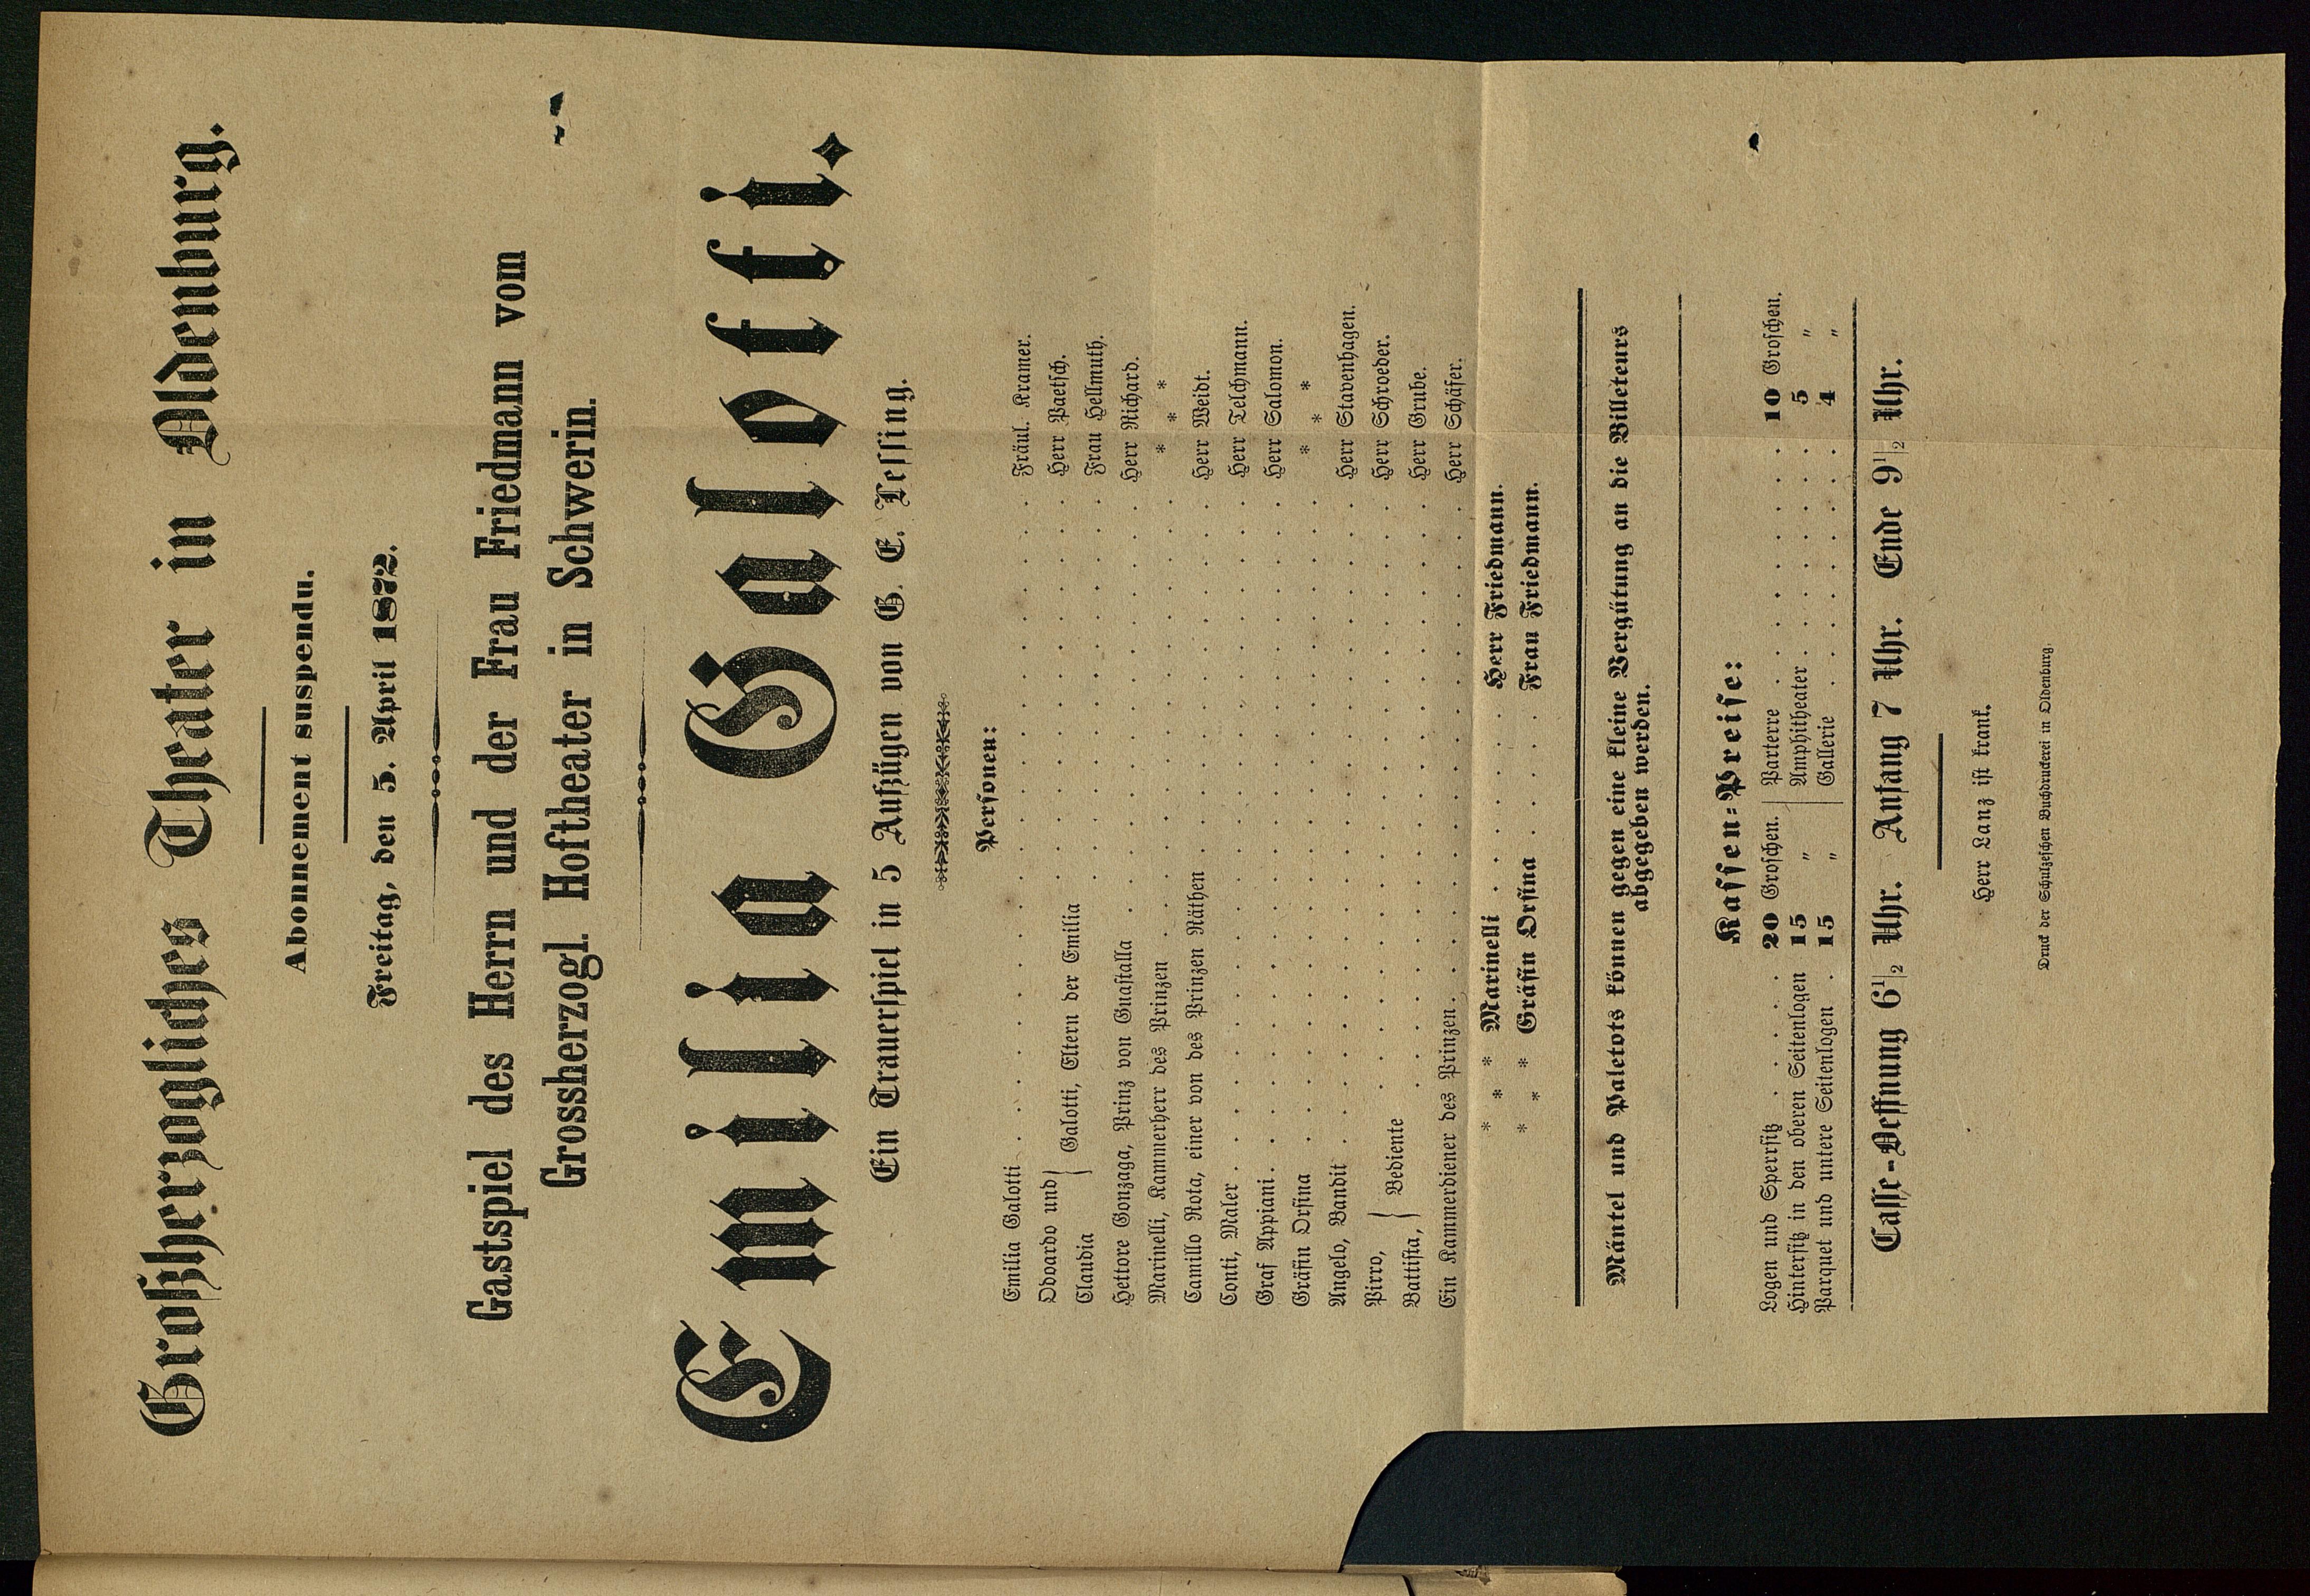 Großherzogliches Theater in Oldenburg.
Abonnement suspendu.
Freitag, den 5. April 1872.
Gastspiel des Herrn und der Frau Friedmann vom
Grossherzogl. Hoftheater in Schwerin.
Emilia Galotti.
Ein Trauerspiel in 5 Aufzügen von G. E. Lessing.
Personen:
Emilia Galotti . . . . . . . . . . Fräul. Kramer.
Odoardo und } Galotti, Eltern der Emilia . . . . . . Herr Paetsch.
Claudia . . . . . . Frau Hellmuth.
Hettore Gonzaga, Prinz von Guastalla . . . . . . . Herr Richard.
Marinelli, Kammerherr des Prinzen . . . . . . . * * *
Camillo Rota, einer von des Prinzen Räthen . . . . . . Herr Weidt.
Conti, Maler . . . . . . . . . . Herr Telchmann.
Graf Appiani . . . . . . . . . . Herr Salomon.
Gräfin Orsina . . . . . . . . . . * * *
Angelo, Bandit . . . . . . . . . . Herr Stavenhagen.
Pirro, } Bediente . . . . . . . . . Herr Schroeder.
Battista, . . . . . . . . . Herr Grube.
Ein Kammerdiener des Prinzen . . . . . . . . Herr Schäfer.
* * * Marinelli . . . . . Herr Friedmann.
* * * Gräfin Orsina . . . . Frau Friedmann.
Mäntel und Paletots können gegen eine kleine Vergütung an die Billeteurs
abgegeben werden.
Kassen-Preise:
Logen und Sperrsitz . . . . . 20 Groschen. | Parterre . . . . . 10 Groschen.
Hintersitz in den oberen Seitenlogen 15 " | Amphitheater . . . . . 5 "
Parquet und untere Seitenlogen . 15 " | Gallerie . . . . . 4 "
Casse-Oeffnung 6 1/2 Uhr. Anfang 7 Uhr. Ende 9 1/2 Uhr.
Herr Lanz ist krank.
Druck der Schulzeschen Buchdruckerei in Oldenburg.